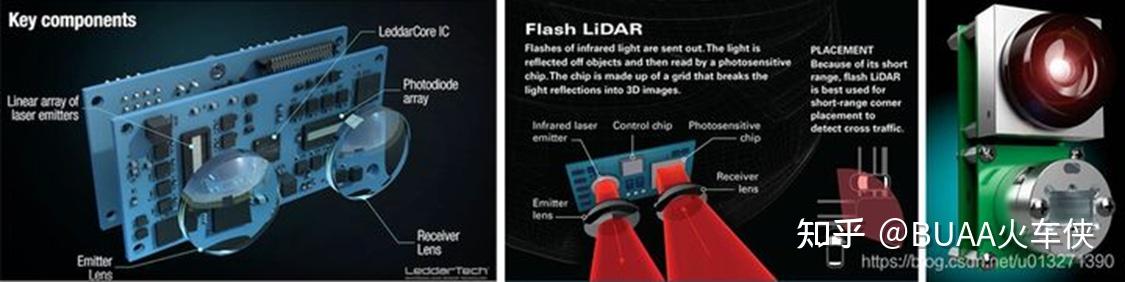 Key components
LeddarCore IC
Linear array of
laser emitters
Photodiode
array
Receiver
Lens
Emitter
Lens
LeddarTech
Flash LiDAR
Flashes of infrared light are sent out. The light is
reflected off objects and then read by a photosensitive
chip. The chip is made up of a grid that breaks the
light reflections into 3D images.
PLACEMENT
Because of its short
range, flash LiDAR
is best used for
short-range corner
placement to
detect cross traffic.
Infrared laser
emitter
Control chip
Photosensitive
chip
Receiver
lens
Emitter
lens
知乎 @BUAA火车侠
https://blog.csdn.net/u013271390